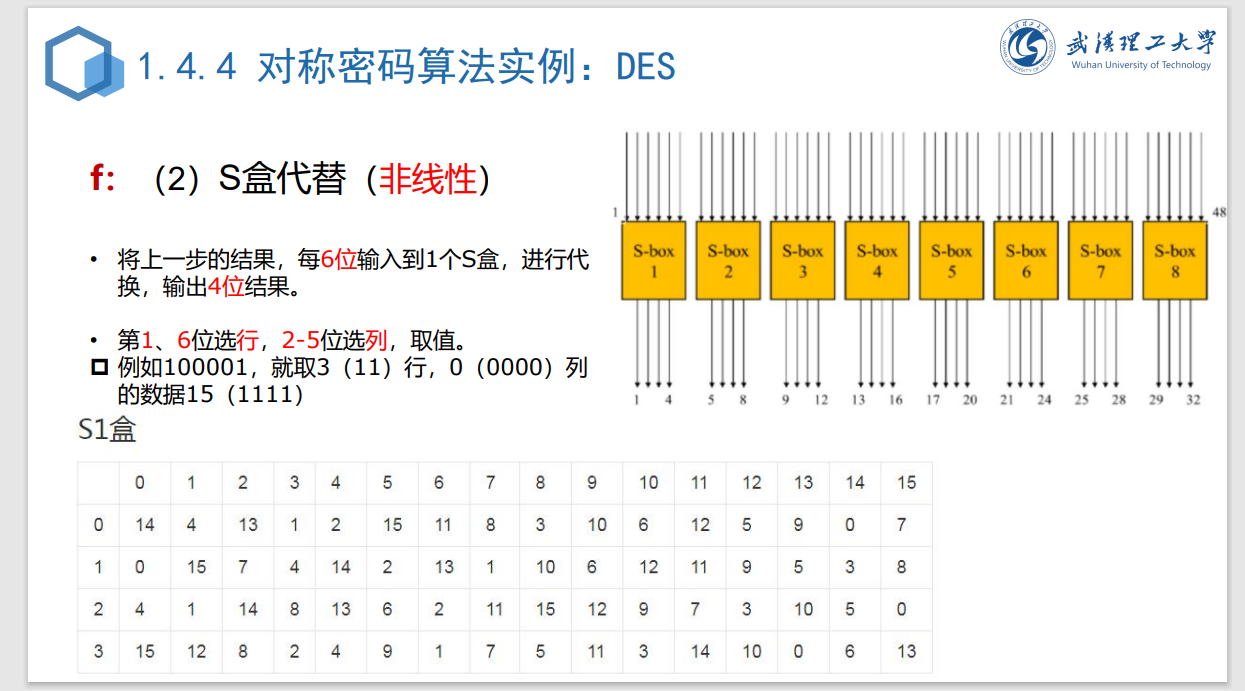 1.4.4 对称密码算法实例：DES
武汉理工大学
Wuhan University of Technology
f: （2）S盒代替（非线性）
• 将上一步的结果，每6位输入到1个S盒，进行代
换，输出4位结果。
• 第1、6位选行，2-5位选列，取值。
例如100001，就取3（11）行，0（0000）列
的数据15（1111）
1 48
S-box S-box S-box S-box S-box S-box S-box S-box
1 2 3 4 5 6 7 8
1 4 5 8 9 12 13 16 17 20 21 24 25 28 29 32
S1盒
0 1 2 3 4 5 6 7 8 9 10 11 12 13 14 15
0 14 4 13 1 2 15 11 8 3 10 6 12 5 9 0 7
1 0 15 7 4 14 2 13 1 10 6 12 11 9 5 3 8
2 4 1 14 8 13 6 2 11 15 12 9 7 3 10 5 0
3 15 12 8 2 4 9 1 7 5 11 3 14 10 0 6 13